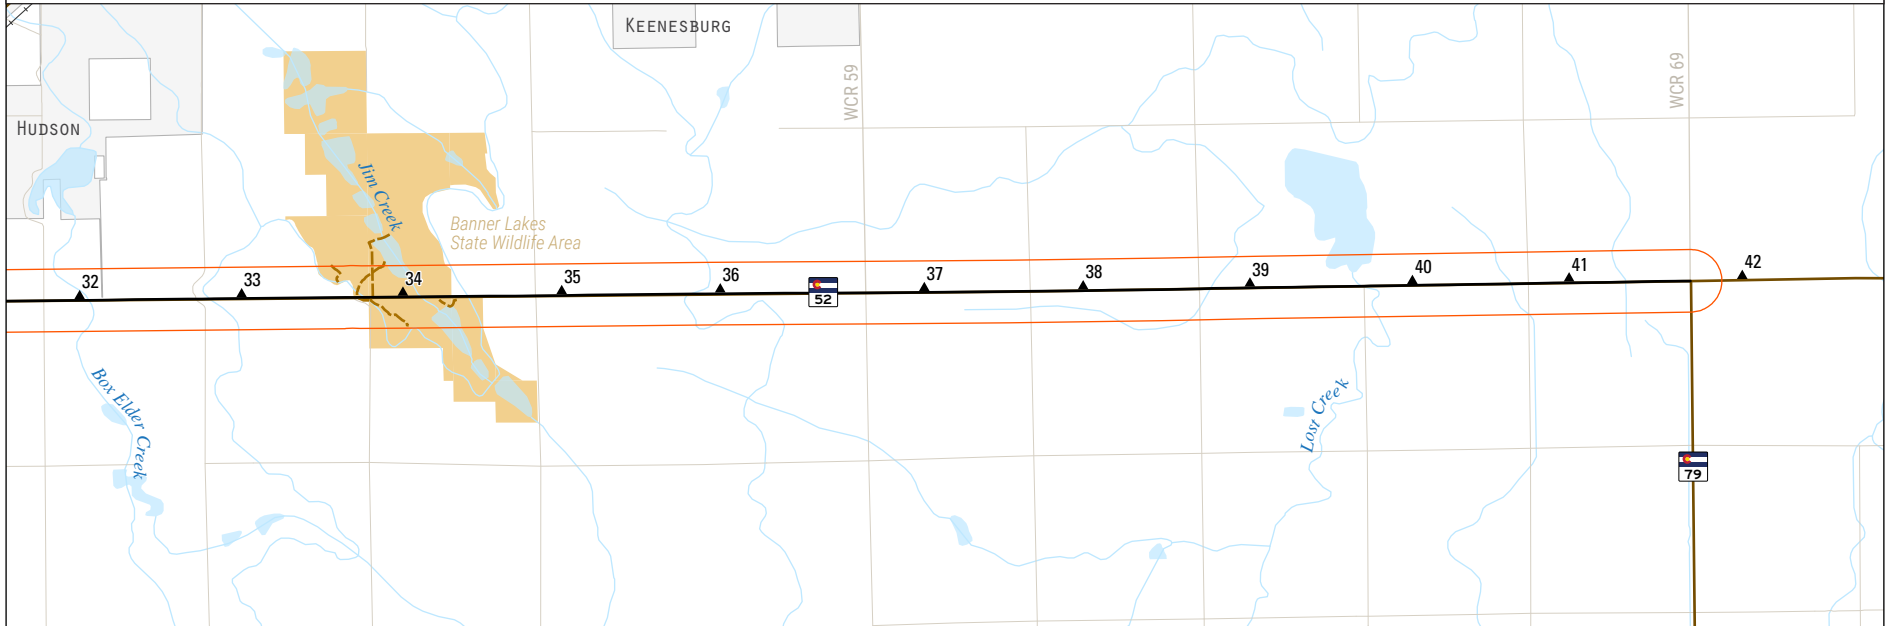 KEENESBURG
WCR 59
WCR 69
HUDSON
Jim Creek
Banner Lakes
State Wildlife Area
32
33
34
35
36
37
38
39
40
41
42
52
Box Elder Creek
Lost Creek
79